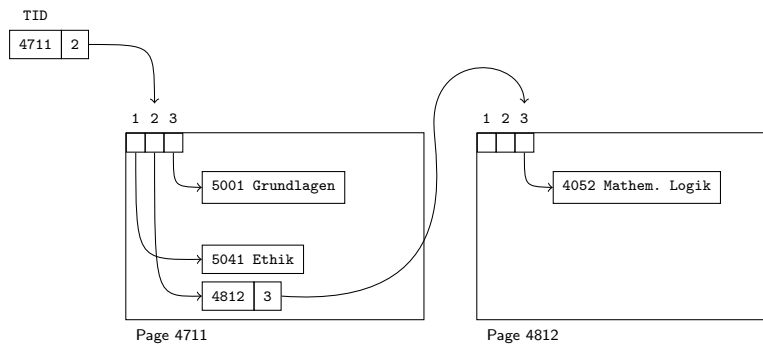 TID
4711 2
1 2 3
1 2 3
5001 Grundlagen
4052 Mathem. Logik
5041 Ethik
4812 3
Page 4711
Page 4812